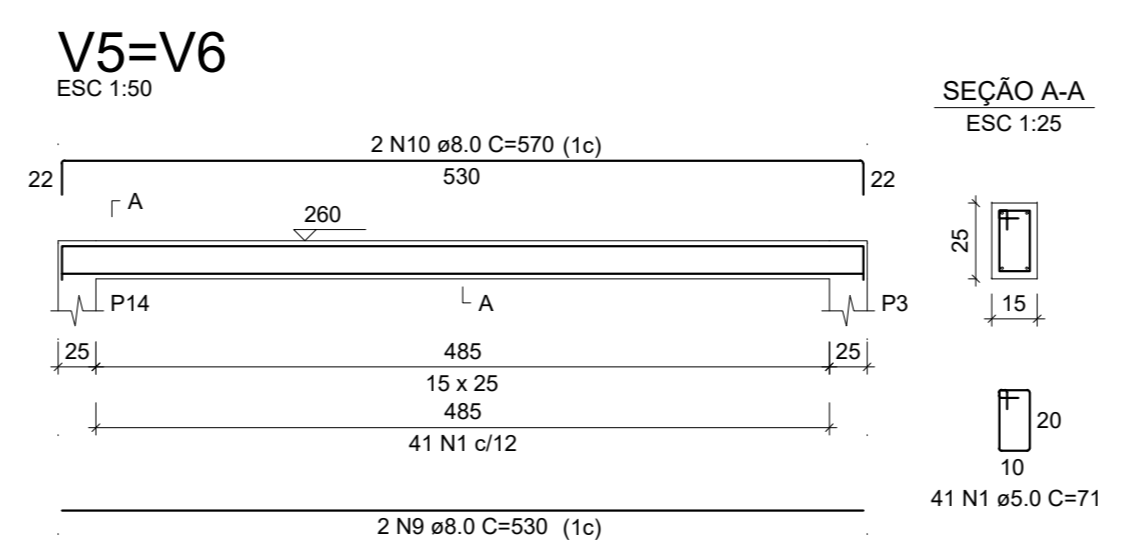 V5=V6
ESC 1:50
SEÇÃO A-A
ESC 1:25
2 N10 ø8.0 C=570 (1c)
22 530 22
A
260
25
P14 A P3
15
25 485 25
15 x 25
485
41 N1 c/12
20
10
41 N1 ø5.0 C=71
2 N9 ø8.0 C=530 (1c)